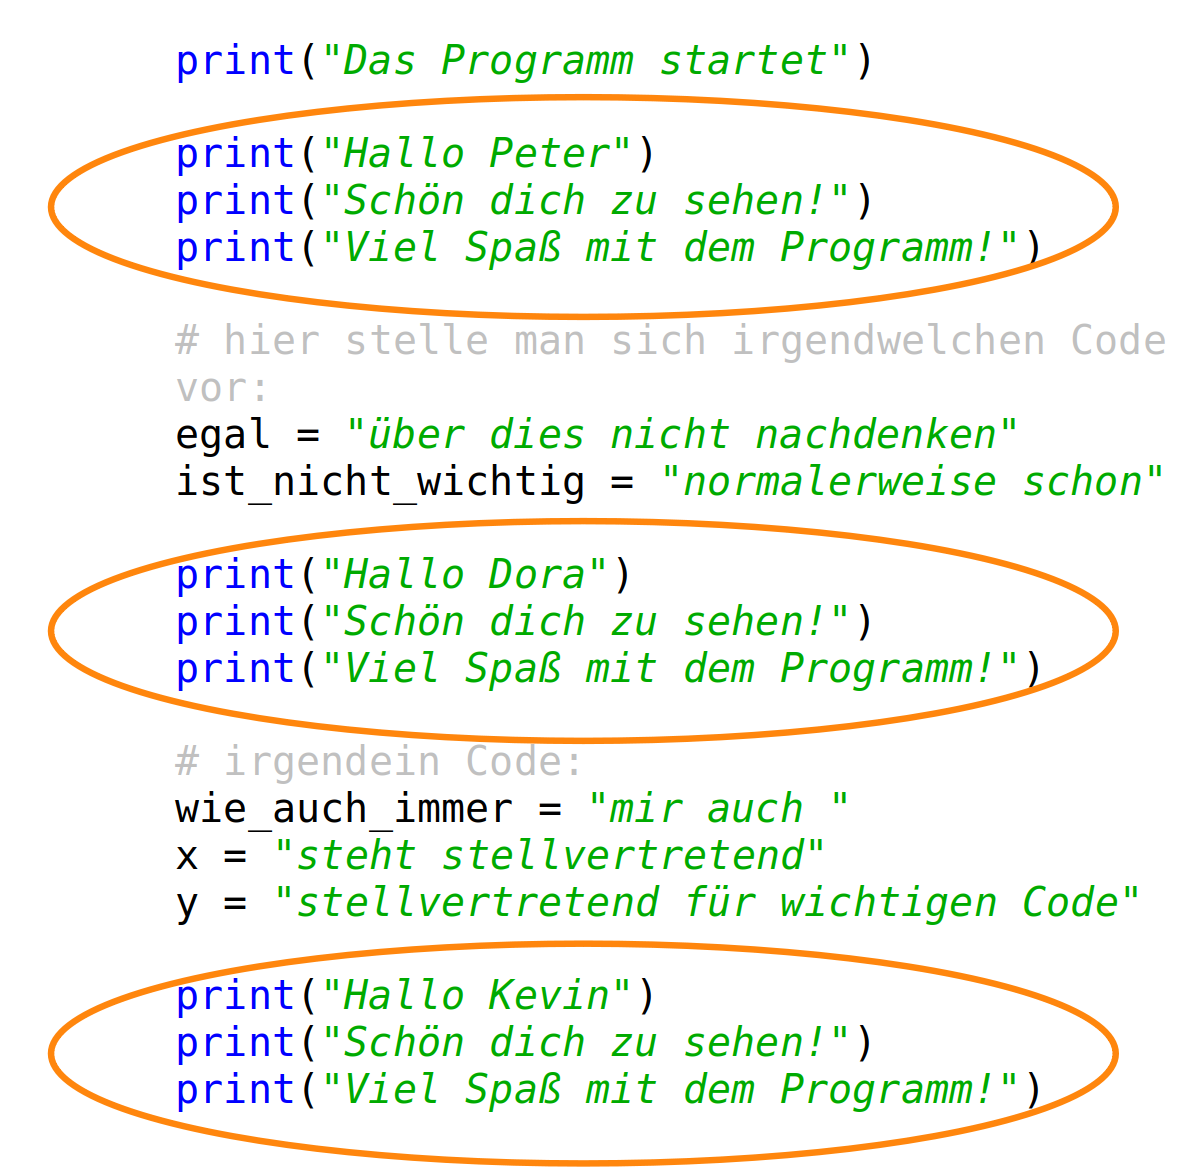 print("Das Programm startet")
print("Hallo Peter")
print("Schön dich zu sehen!")
print("Viel Spaß mit dem Programm!")
# hier stelle man sich irgendwelchen Code
vor:
egal = "über dies nicht nachdenken"
ist_nicht_wichtig = "normalerweise schon"
print("Hallo Dora")
print("Schön dich zu sehen!")
print("Viel Spaß mit dem Programm!")
# irgendein Code:
wie_auch_immer = "mir auch "
x = "steht stellvertretend"
y = "stellvertretend für wichtigen Code"
print("Hallo Kevin")
print("Schön dich zu sehen!")
print("Viel Spaß mit dem Programm!")